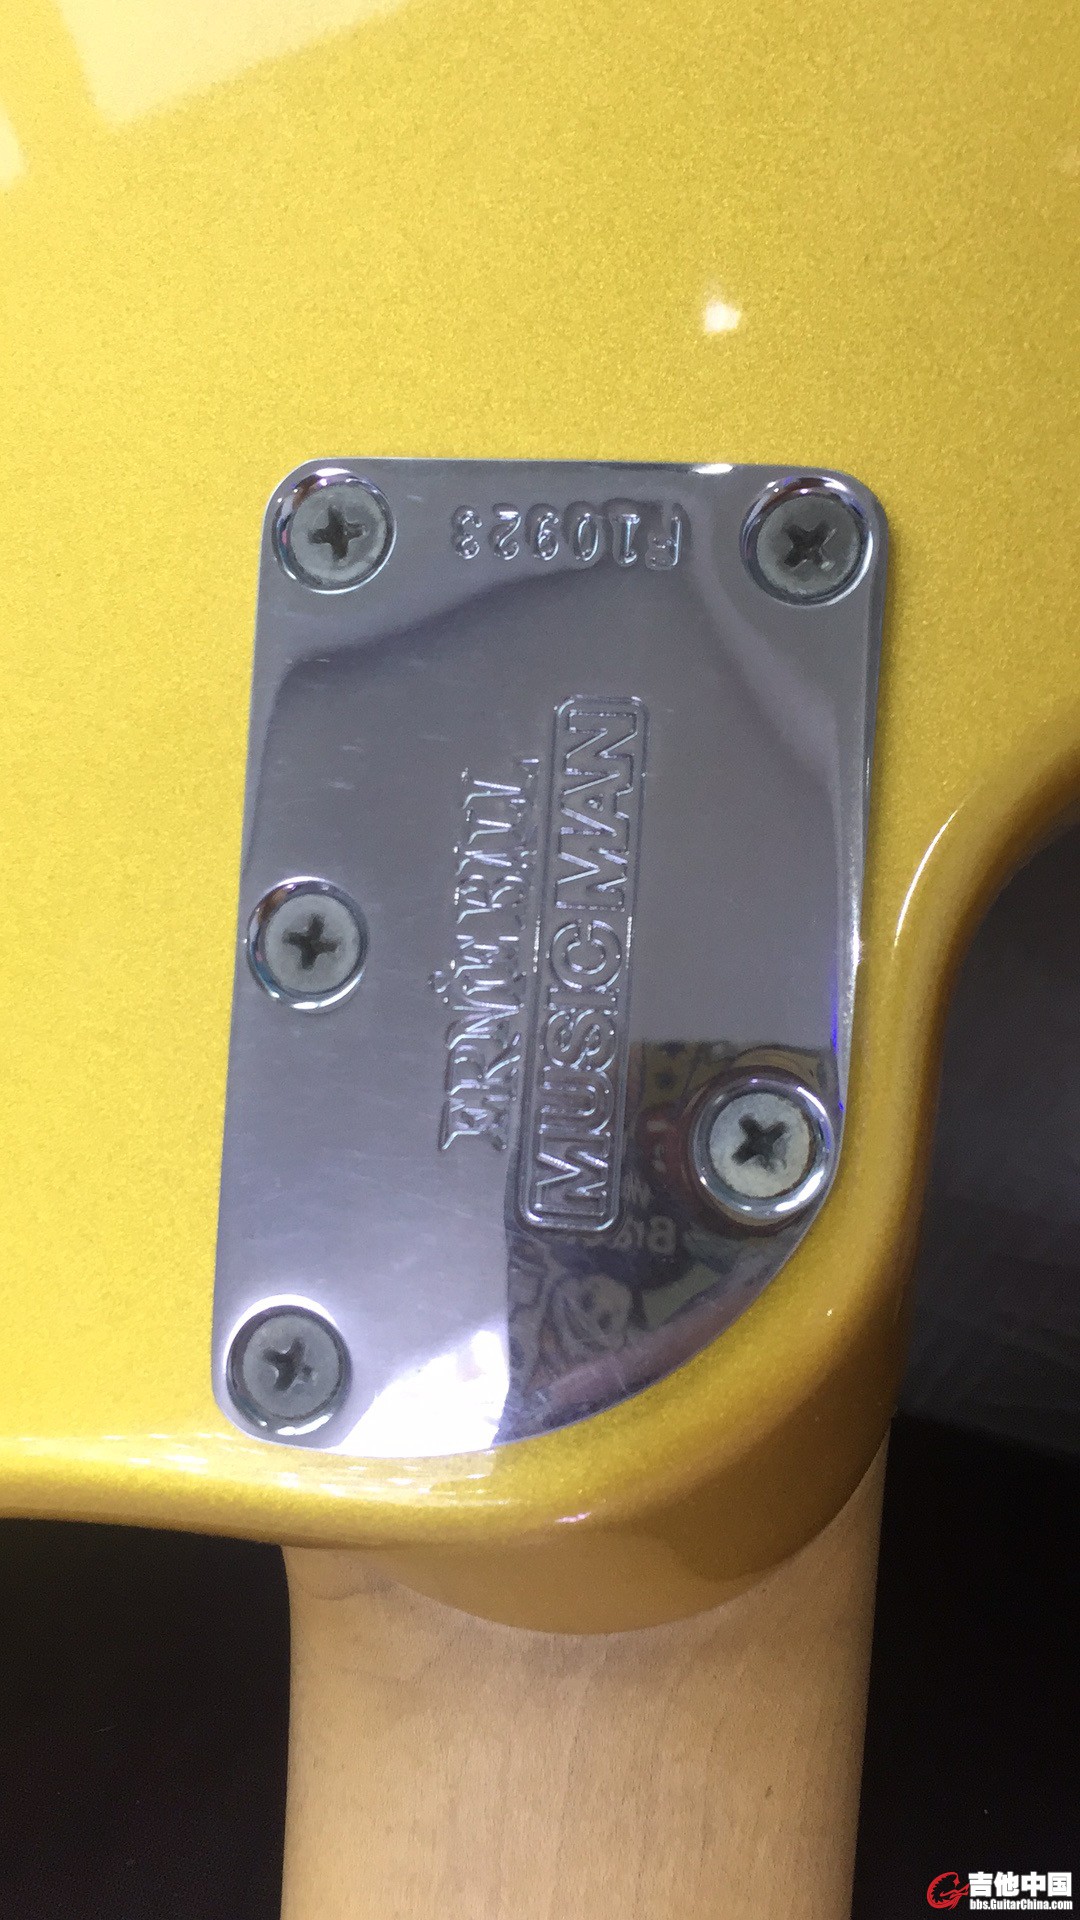 F10923
ERNIE BALL
MUSIC MAN
吉他中国
bbs.GuitarChina.com